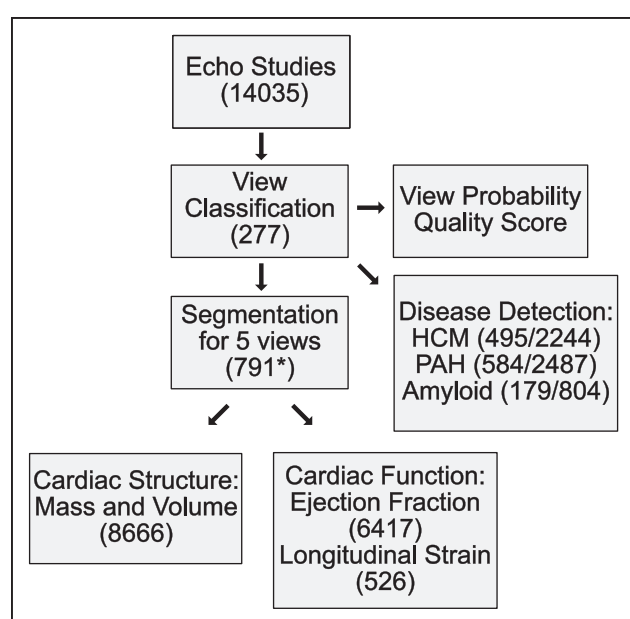 Echo Studies
(14035)
View
Classification
(277)
View Probability
Quality Score
Segmentation
for 5 views
(791*)
Disease Detection:
HCM (495/2244)
PAH (584/2487)
Amyloid (179/804)
Cardiac Structure:
Mass and Volume
(8666)
Cardiac Function:
Ejection Fraction
(6417)
Longitudinal Strain
(526)